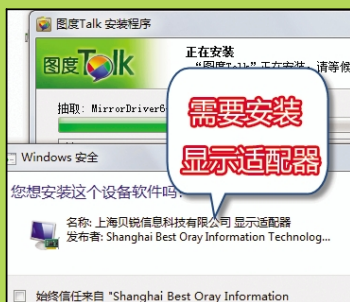 图度Talk 安装程序
图度Talk
正在安装
"图度Talk"正在安装，请等候
抽取: MirrorDriver6
需要安装
显示适配器
Windows 安全
您想安装这个设备软件吗
名称: 上海贝锐信息科技有限公司 显示适配器
发布者: Shanghai Best Oray Information Technolog...
始终信任来自 "Shanghai Best Oray Information